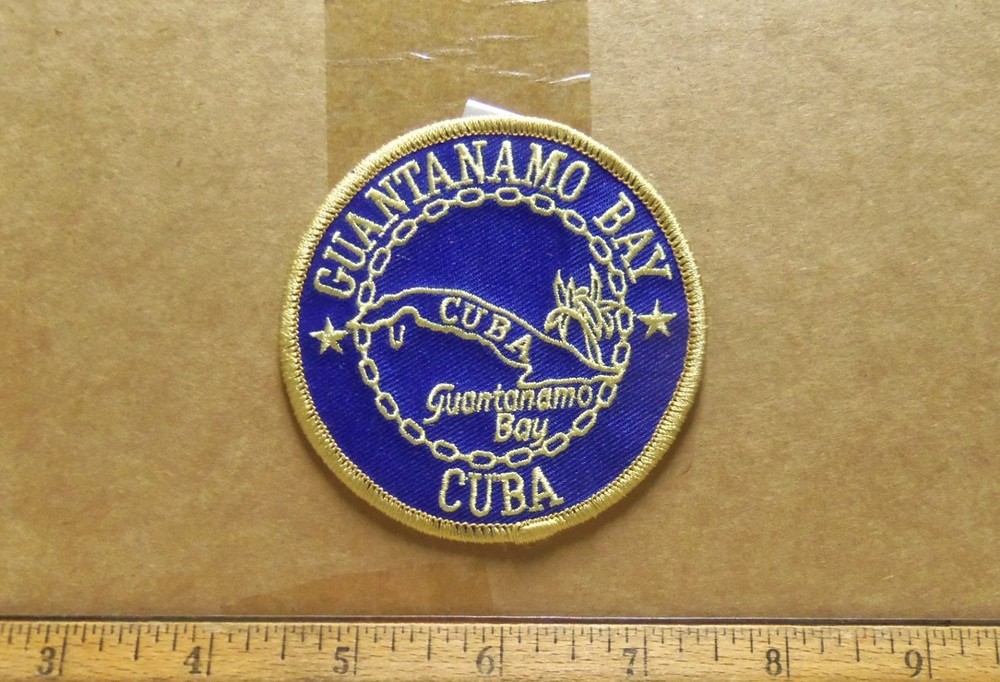 GUANTANAMO BAY
CUBA
Guantanamo
Bay
CUBA
3 4 5 6 7 8 9